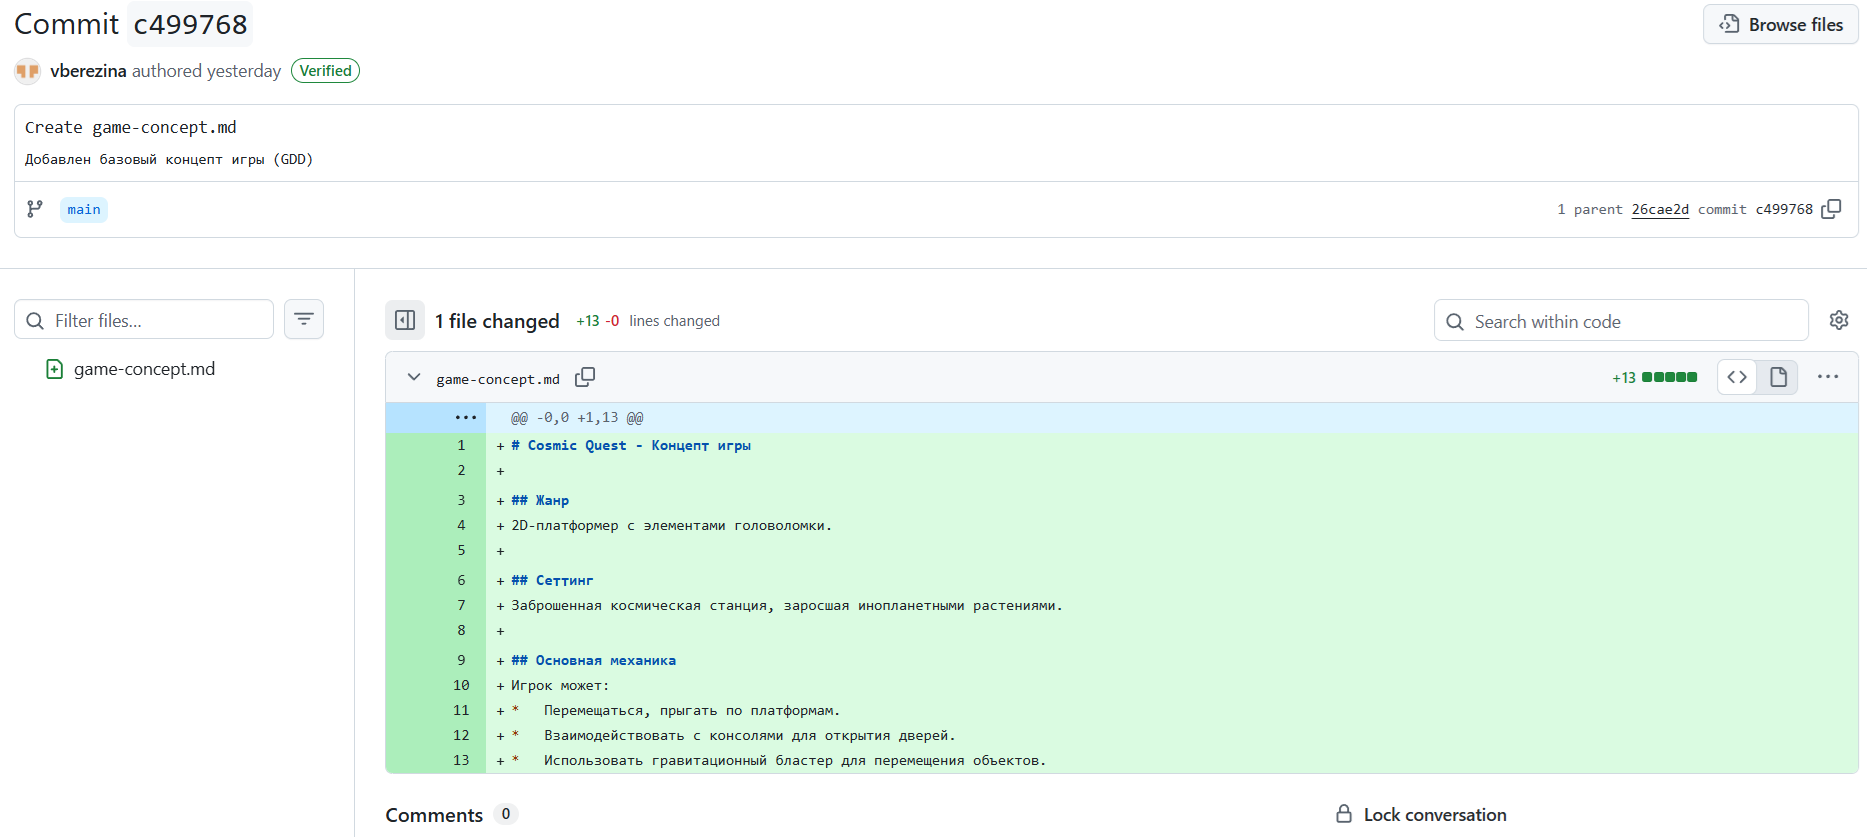 Commit c499768
Browse files
vberezina authored yesterday Verified
Create game-concept.md
Добавлен базовый концепт игры (GDD)
main
1 parent 26cae2d commit c499768
Filter files...
game-concept.md
1 file changed +13 -0 lines changed
Search within code
game-concept.md
+13
@@ -0,0 +1,13 @@
1 + # Cosmic Quest - Концепт игры
2 +
3 + ## Жанр
4 + 2D-платформер с элементами головоломки.
5 +
6 + ## Сеттинг
7 + Заброшенная космическая станция, заросшая инопланетными растениями.
8 +
9 + ## Основная механика
10 + Игрок может:
11 + *   Перемещаться, прыгать по платформам.
12 + *   Взаимодействовать с консолями для открытия дверей.
13 + *   Использовать гравитационный бластер для перемещения объектов.
Comments 0
Lock conversation